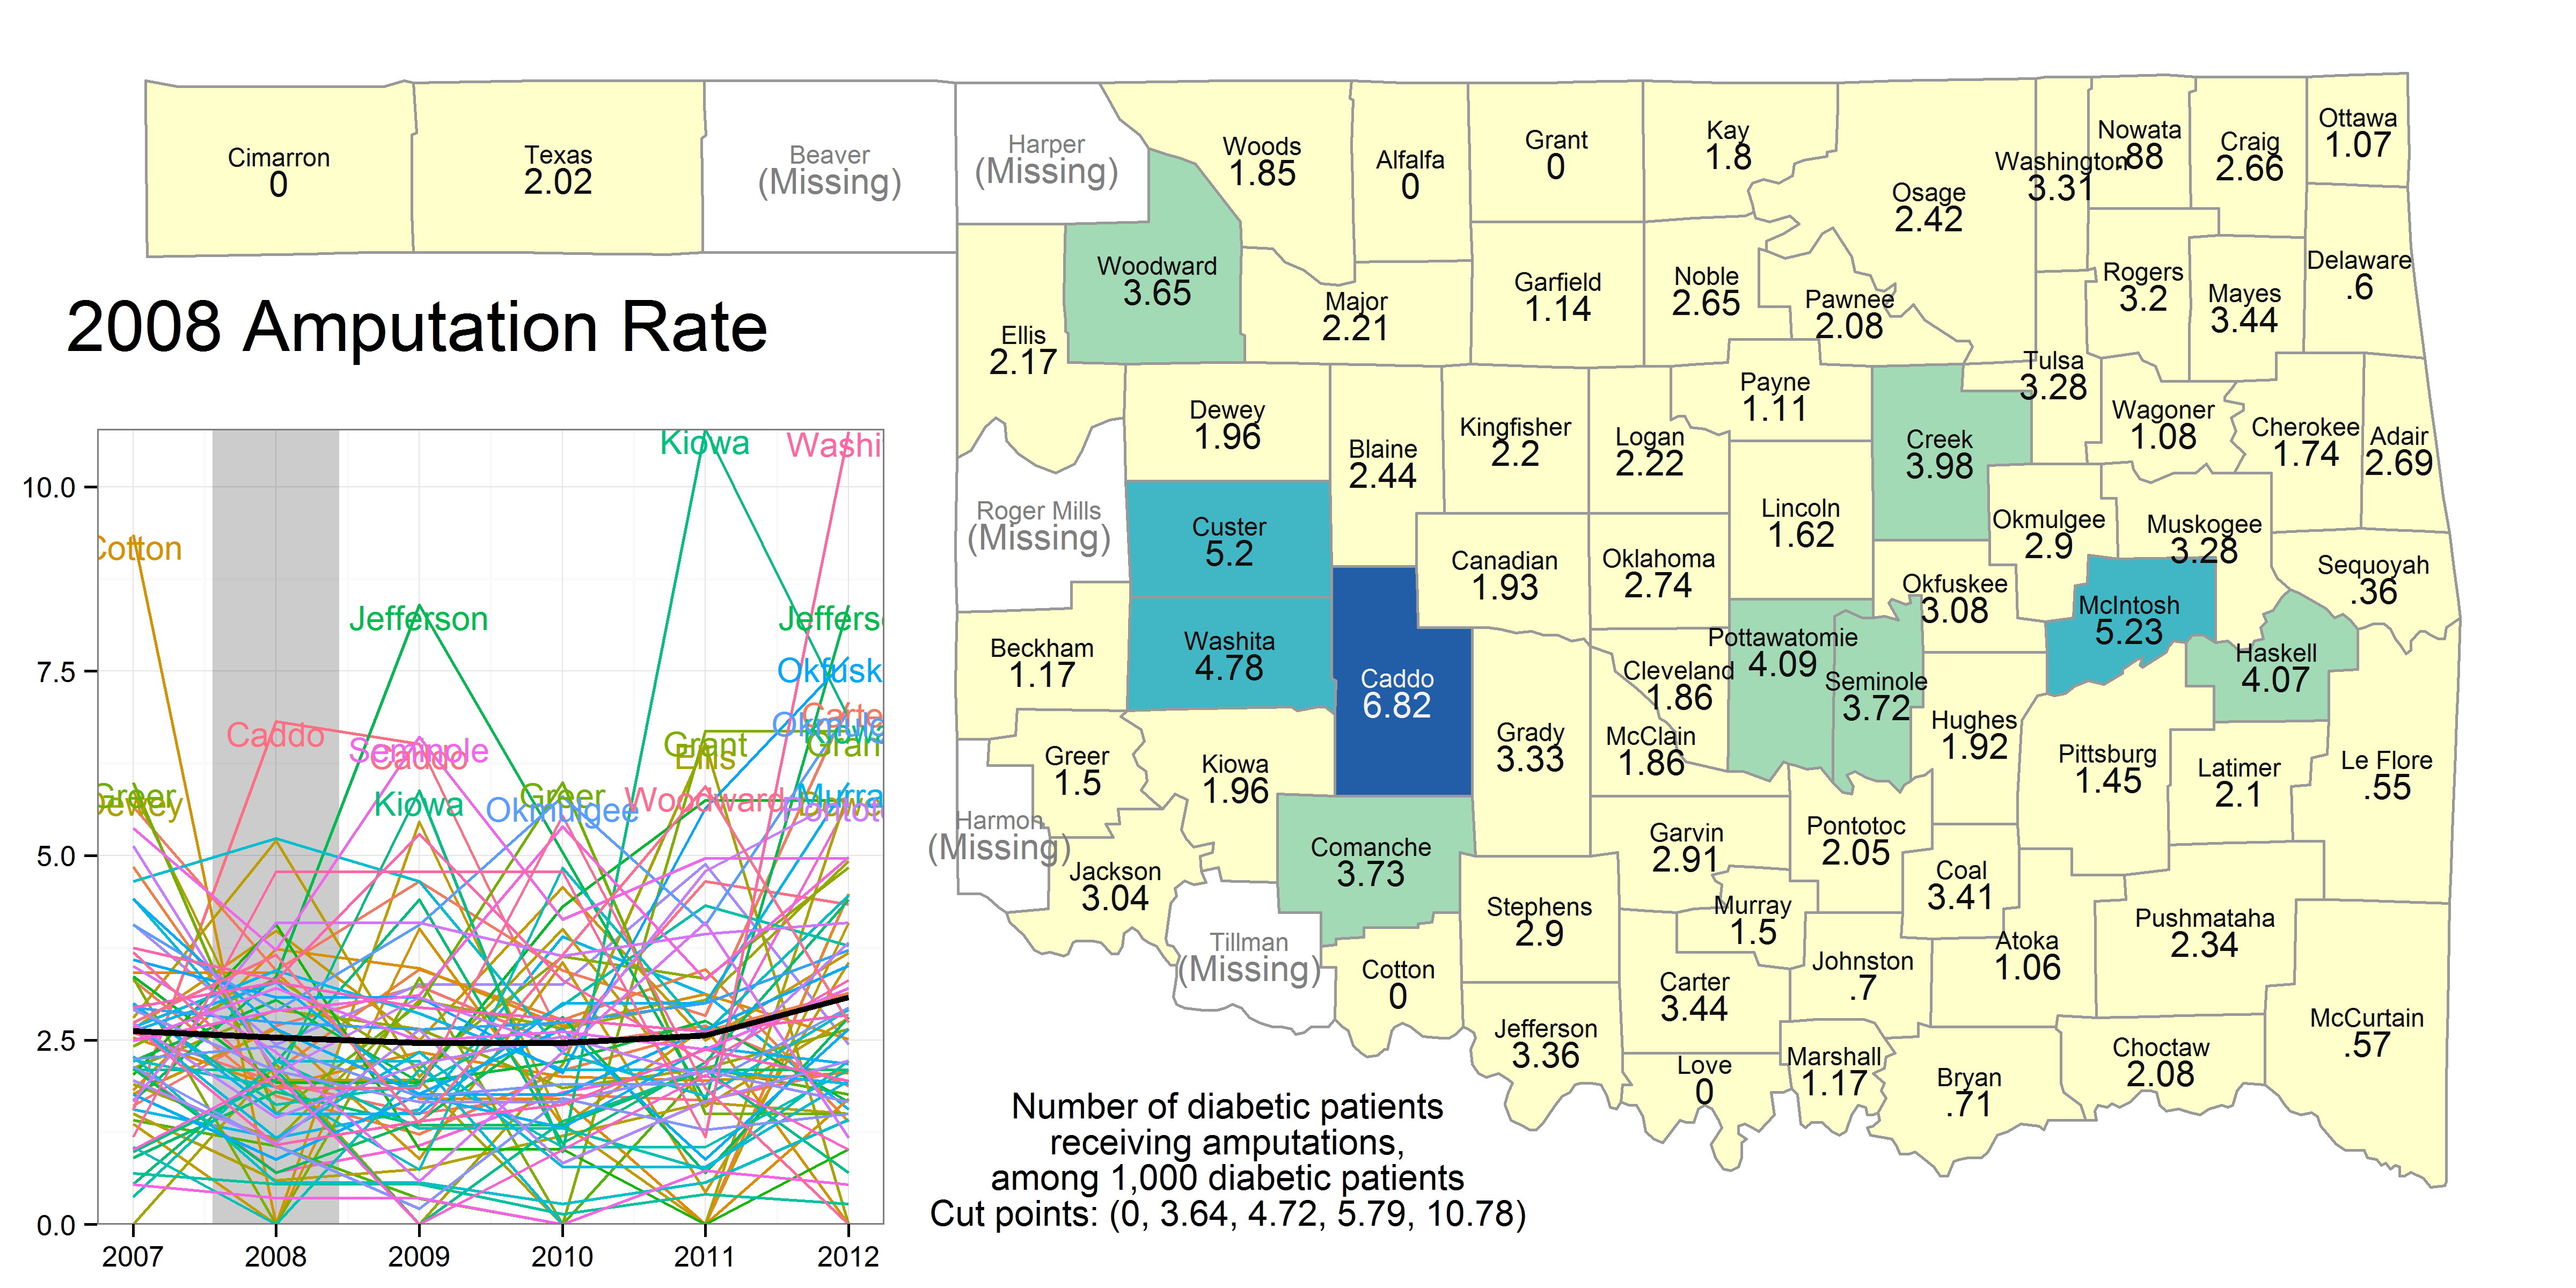 Cimarron
0
Texas
2.02
Beaver
(Missing)
Harper
(Missing)
Woods
1.85
Alfalfa
0
Grant
0
Kay
1.8
Osage
2.42
Washington
3.31
Nowata
.88
Craig
2.66
Ottawa
1.07
Woodward
3.65
Ellis
2.17
Major
2.21
Garfield
1.14
Noble
2.65
Pawnee
2.08
Rogers
3.2
Mayes
3.44
Delaware
.6
2008 Amputation Rate
Dewey
1.96
Blaine
2.44
Kingfisher
2.2
Logan
2.22
Payne
1.11
Creek
3.98
Tulsa
3.28
Wagoner
1.08
Cherokee
1.74
Adair
2.69
Roger Mills
(Missing)
Custer
5.2
Canadian
1.93
Oklahoma
2.74
Lincoln
1.62
Okmulgee
2.9
Muskogee
3.28
Okfuskee
3.08
McIntosh
5.23
Sequoyah
.36
Beckham
1.17
Washita
4.78
Caddo
6.82
Cleveland
1.86
Pottawatomie
4.09
Seminole
3.72
Haskell
4.07
Greer
1.5
Kiowa
1.96
Grady
3.33
McClain
1.86
Hughes
1.92
Pittsburg
1.45
Latimer
2.1
Le Flore
.55
Harmon
(Missing)
Jackson
3.04
Comanche
3.73
Garvin
2.91
Pontotoc
2.05
Coal
3.41
Tillman
(Missing)
Stephens
2.9
Murray
1.5
Atoka
1.06
Pushmataha
2.34
Cotton
0
Carter
3.44
Johnston
.7
Jefferson
3.36
Love
0
Marshall
1.17
Bryan
.71
Choctaw
2.08
McCurtain
.57
10.0
7.5
5.0
2.5
0.0
2007
2008
2009
2010
2011
2012
Cotton
Greer
Dewey
Caddo
Jefferson
Seminole
Caddo
Kiowa
Greer
Okmulgee
Kiowa
Grant
Ellis
Woodward
Washi
Jeffers
Okfusk
Carte
Okmulg
Kiowa
Gran
Murra
Pontot
Number of diabetic patients
receiving amputations,
among 1,000 diabetic patients
Cut points: (0, 3.64, 4.72, 5.79, 10.78)